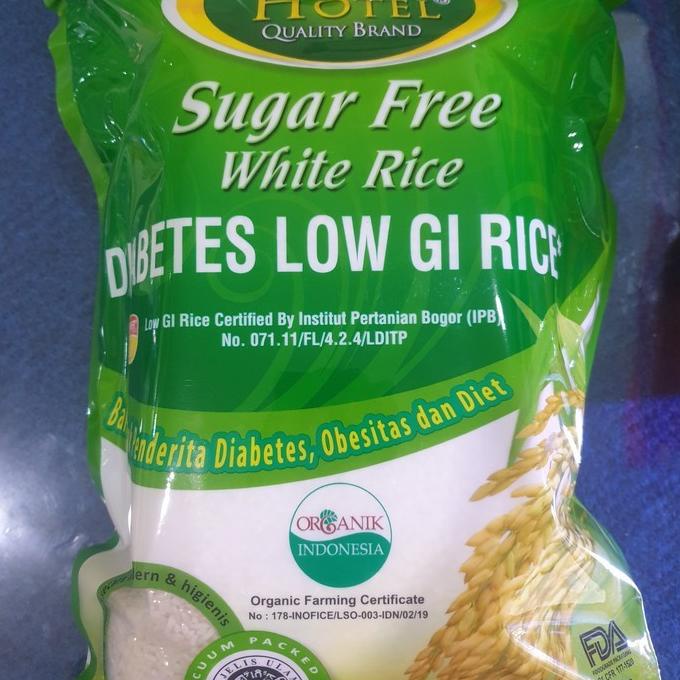 HOTEL®
QUALITY BRAND
Sugar Free
White Rice
DIABETES LOW GI RICE
Low GI Rice Certified By Institut Pertanian Bogor (IPB)
No. 071.11/FL/4.2.4/LDITP
Penderita Diabetes, Obesitas dan Diet
ORGANIK
INDONESIA
Organic Farming Certificate
No : 178-INOFICE/LSO-003-IDN/02/19
& higienis
VACUUM PACKED
FDA